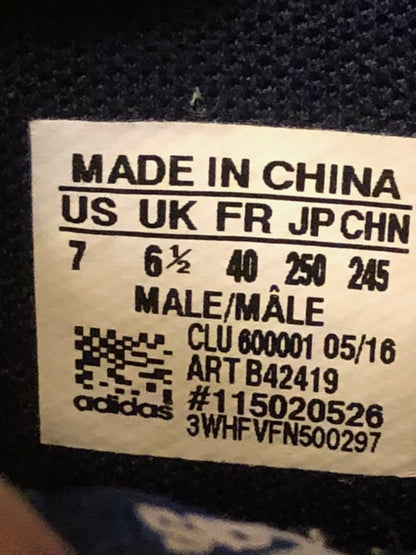 MADE IN CHINA
US UK FR JP CHN
7 6½ 40 250 245
MALE/MÂLE
CLU 600001 05/16
ART B42419
adidas #115020526
3WHFVFN500297